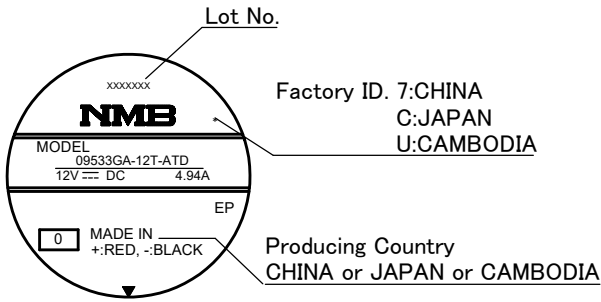 Lot No.
xxxxxxx
NMB
Factory ID. 7:CHINA
C:JAPAN
U:CAMBODIA
*
MODEL
09533GA-12T-ATD
12V ⎓ DC 4.94A
EP
0
MADE IN
+:RED, -:BLACK
Producing Country
CHINA or JAPAN or CAMBODIA